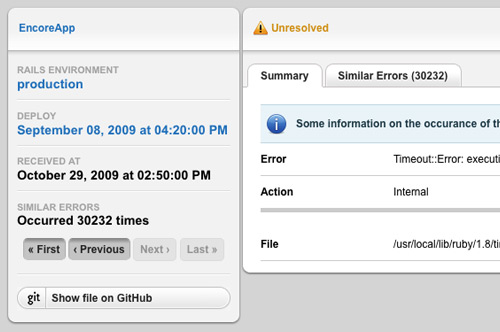 EncoreApp
RAILS ENVIRONMENT
production
DEPLOY
September 08, 2009 at 04:20:00 PM
RECEIVED AT
October 29, 2009 at 02:50:00 PM
SIMILAR ERRORS
Occurred 30232 times
« First ‹ Previous Next › Last »
git Show file on GitHub
Unresolved
Summary Similar Errors (30232)
Some information on the occurance of
Error Timeout::Error:
Action Internal
File /usr/local/lib/ruby/1.8/